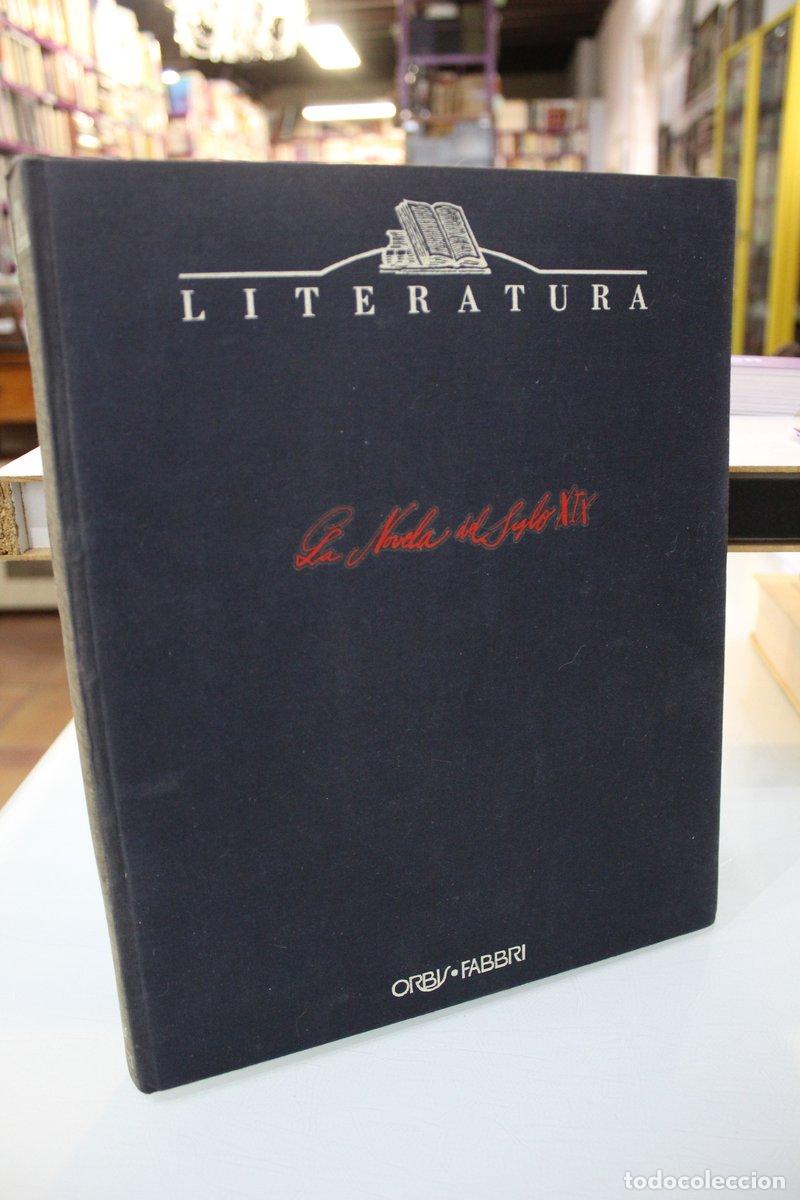 LITERATURA
La Novela del Siglo XIX
ORBIS•FABBRI
todocoleccion